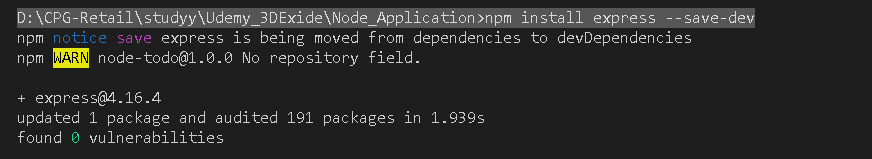 D:\CPG-Retail\studyy\Udemy_3DExide\Node_Application>npm install express --save-dev
npm notice save express is being moved from dependencies to devDependencies
npm WARN node-todo@1.0.0 No repository field.
+ express@4.16.4
updated 1 package and audited 191 packages in 1.939s
found 0 vulnerabilities